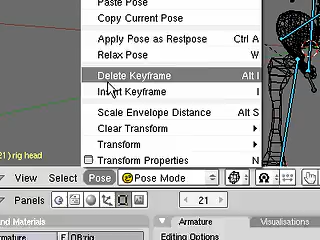 Paste Pose
Copy Current Pose
Apply Pose as Restpose Ctrl A
Relax Pose W
Delete Keyframe Alt I
Insert Keyframe I
Scale Envelope Distance Alt S
Clear Transform
Transform
Transform Properties N
21) rig head
View Select Pose Pose Mode
Panels 21
and Materials Armature Visualisations
Editing Options
OB:rig